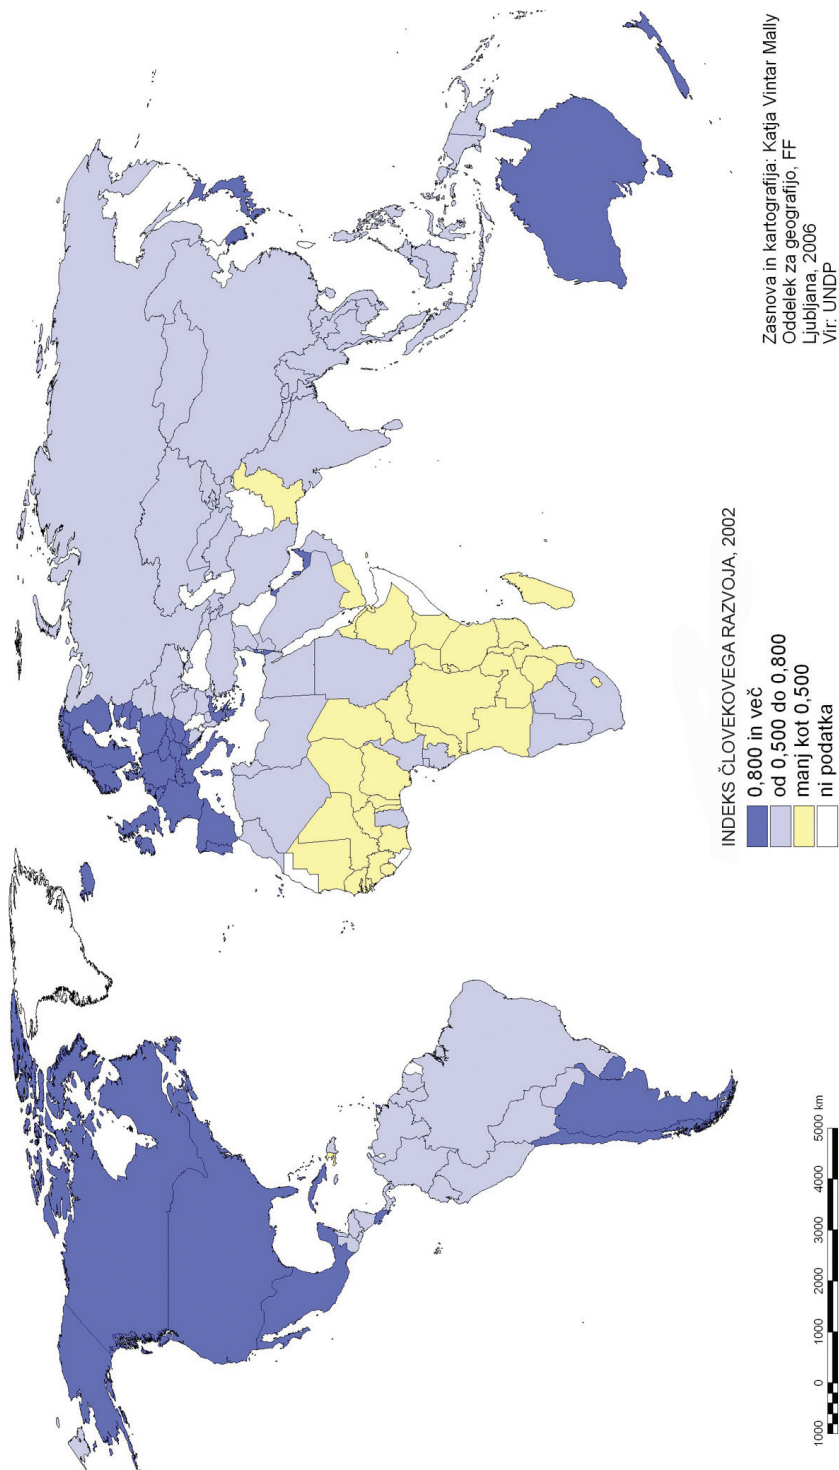 INDEKS ČLOVEKOVEGA RAZVOJA, 2002
0,800 in več
od 0,500 do 0,800
manj kot 0,500
ni podatka
Zasnova in kartografija: Katja Vintar Mally
Oddelek za geografijo, FF
Ljubljana, 2006
Vir: UNDP
1000 0 1000 2000 3000 4000 5000 km